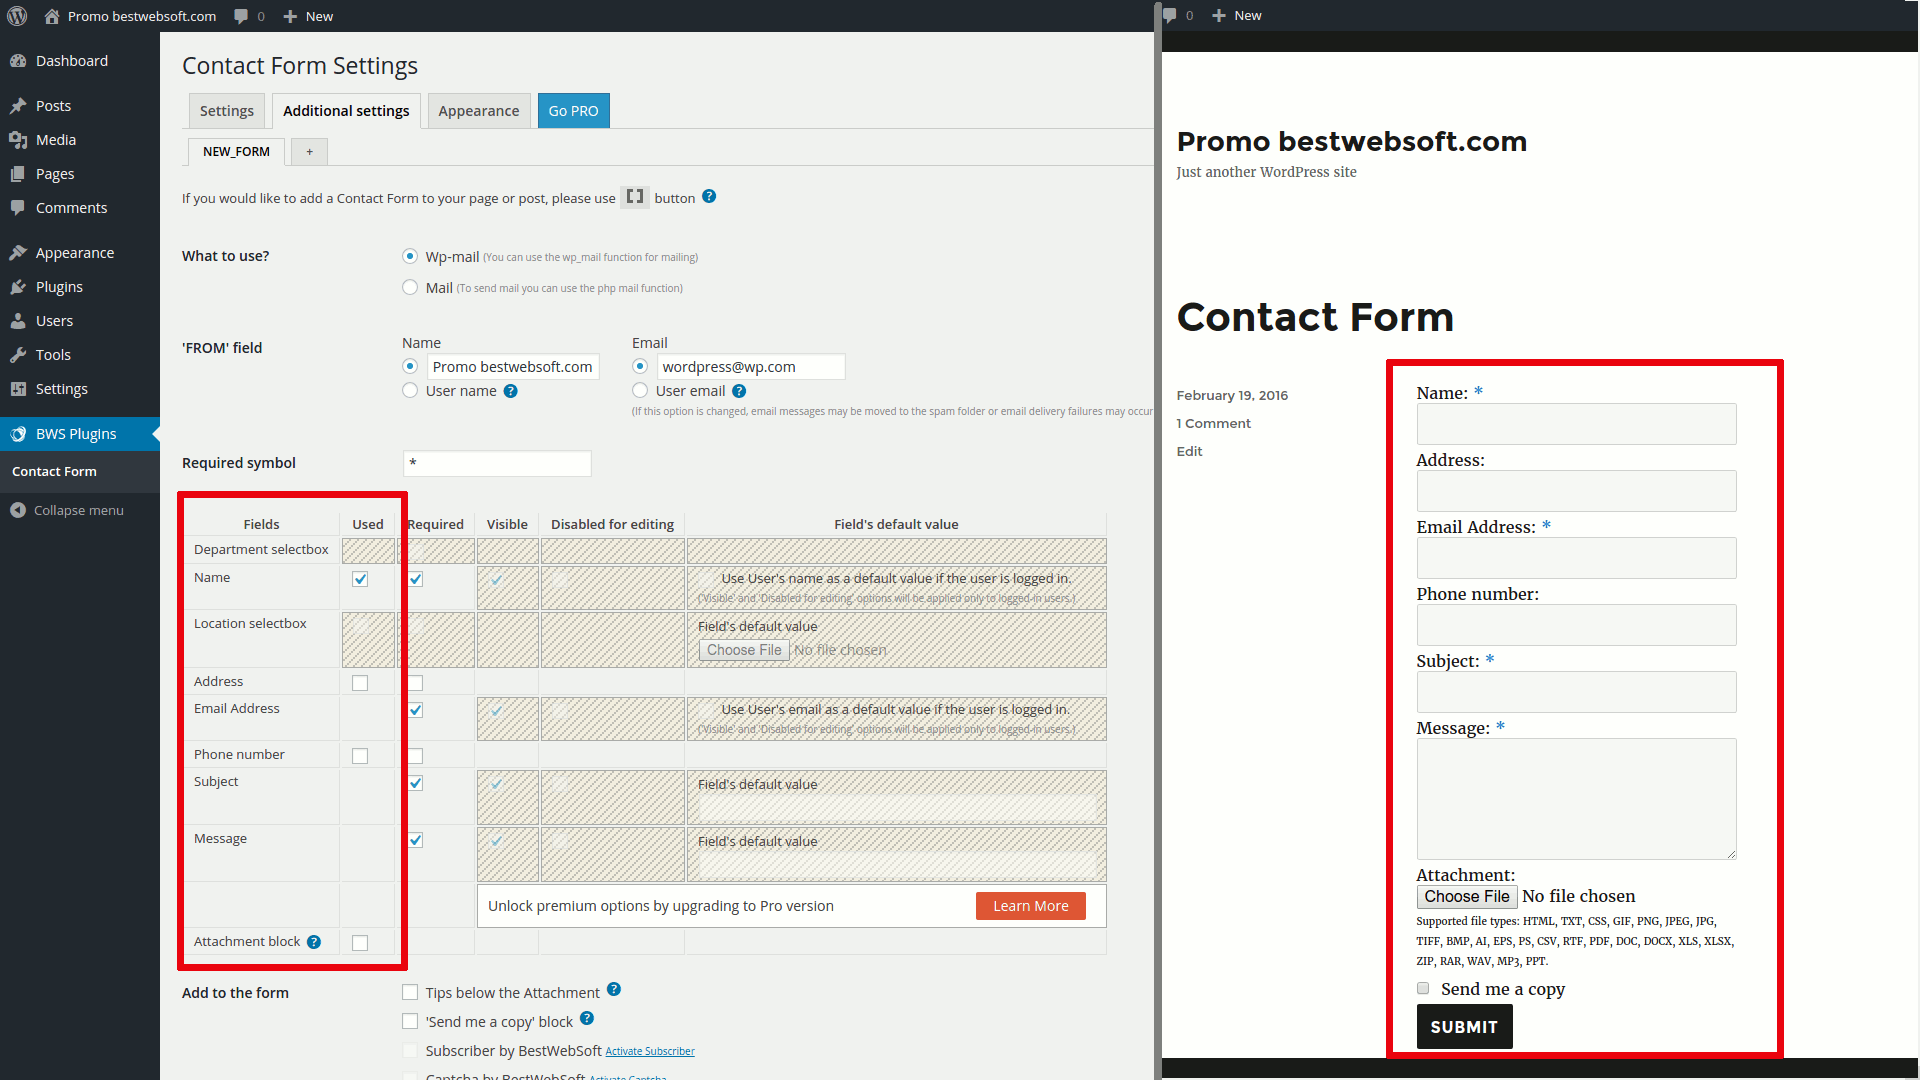 Promo bestwebsoft.com 0 New
Dashboard
Posts
Media
Pages
Comments
Appearance
Plugins
Users
Tools
Settings
BWS Plugins
Contact Form
Collapse menu
Contact Form Settings
Settings Additional settings Appearance Go PRO
NEW_FORM +
If you would like to add a Contact Form to your page or post, please use [ ] button ?
What to use?
Wp-mail (You can use the wp_mail function for mailing)
Mail (To send mail you can use the php mail function)
'FROM' field
Name Email
Promo bestwebsoft.com wordpress@wp.com
User name ? User email ?
(If this option is changed, email messages may be moved to the spam folder or email delivery failures may occur
Required symbol *
Fields Used Required Visible Disabled for editing Field's default value
Department selectbox
Name Use User's name as a default value if the user is logged in.
('Visible' and 'Disabled for editing' options will be applied only to logged-in users.)
Location selectbox Field's default value
Choose File No file chosen
Address
Email Address Use User's email as a default value if the user is logged in.
('Visible' and 'Disabled for editing' options will be applied only to logged-in users.)
Phone number
Subject Field's default value
Message Field's default value
Unlock premium options by upgrading to Pro version Learn More
Attachment block ?
Add to the form
Tips below the Attachment ?
'Send me a copy' block ?
Subscriber by BestWebSoft Activate Subscriber
Captcha by BestWebSoft Activate Captcha
0 New
Promo bestwebsoft.com
Just another WordPress site
Contact Form
February 19, 2016
1 Comment
Edit
Name: *
Address:
Email Address: *
Phone number:
Subject: *
Message: *
Attachment:
Choose File No file chosen
Supported file types: HTML, TXT, CSS, GIF, PNG, JPEG, JPG,
TIFF, BMP, AI, EPS, PS, CSV, RTF, PDF, DOC, DOCX, XLS, XLSX,
ZIP, RAR, WAV, MP3, PPT.
Send me a copy
SUBMIT